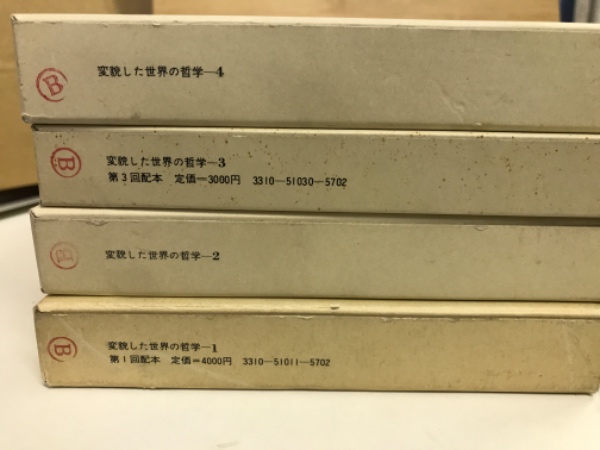 B
変貌した世界の哲学—4
B
変貌した世界の哲学—3
第3回配本 定価=3000円 3310—51030—5702
B
変貌した世界の哲学—2
B
変貌した世界の哲学—1
第1回配本 定価=4000円 3310—51011—5702